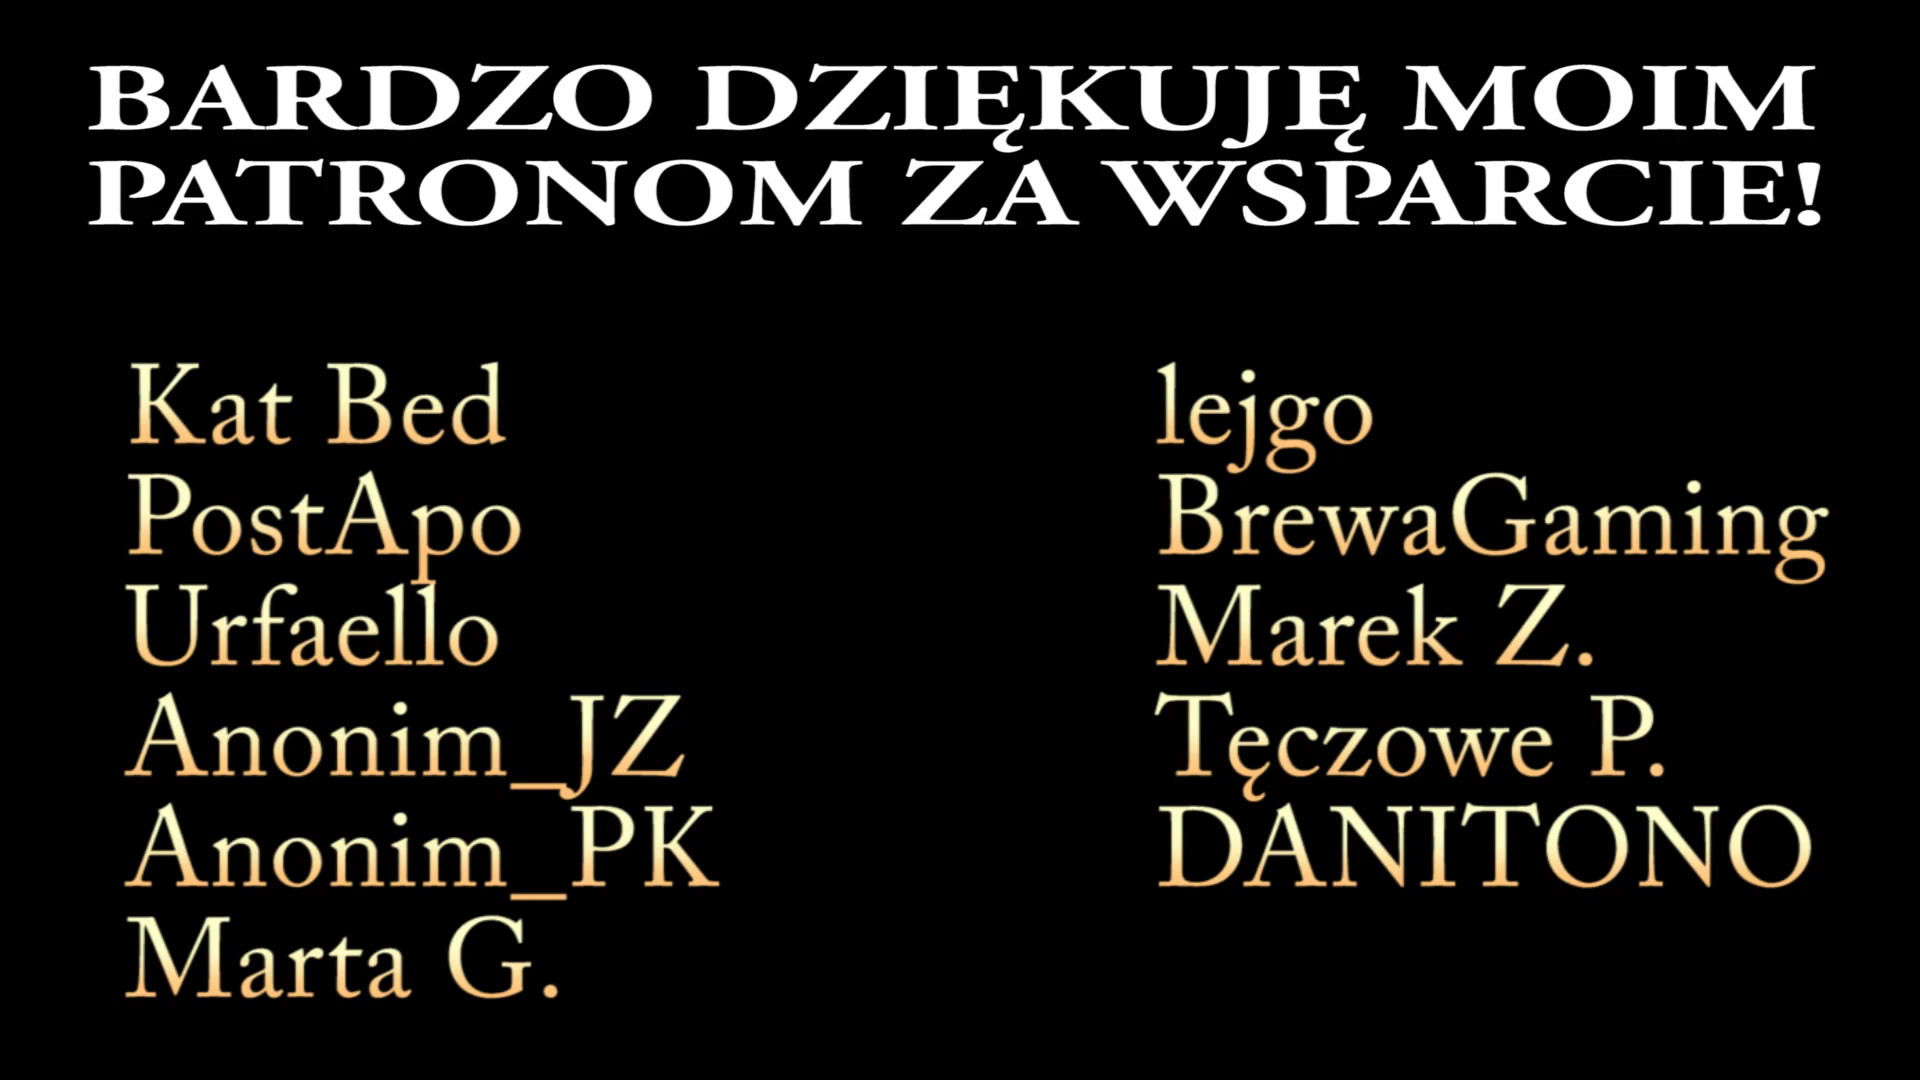 BARDZO DZIĘKUJĘ MOIM
PATRONOM ZA WSPARCIE!
Kat Bed
PostApo
Urfaello
Anonim_JZ
Anonim_PK
Marta G.
lejgo
BrewaGaming
Marek Z.
Tęczowe P.
DANITONO